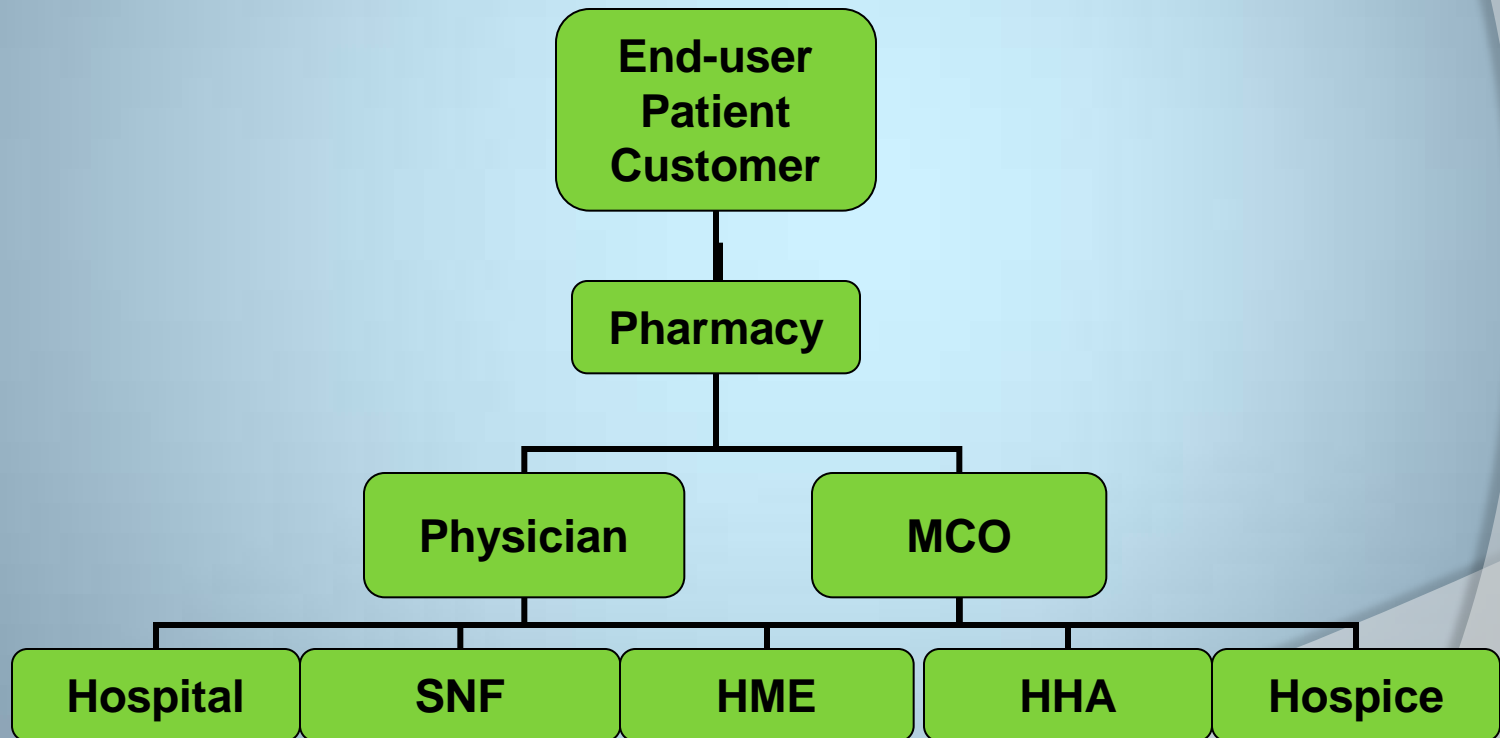 End-user
Patient
Customer
Pharmacy
Physician
MCO
Hospital
SNF
HME
HHA
Hospice